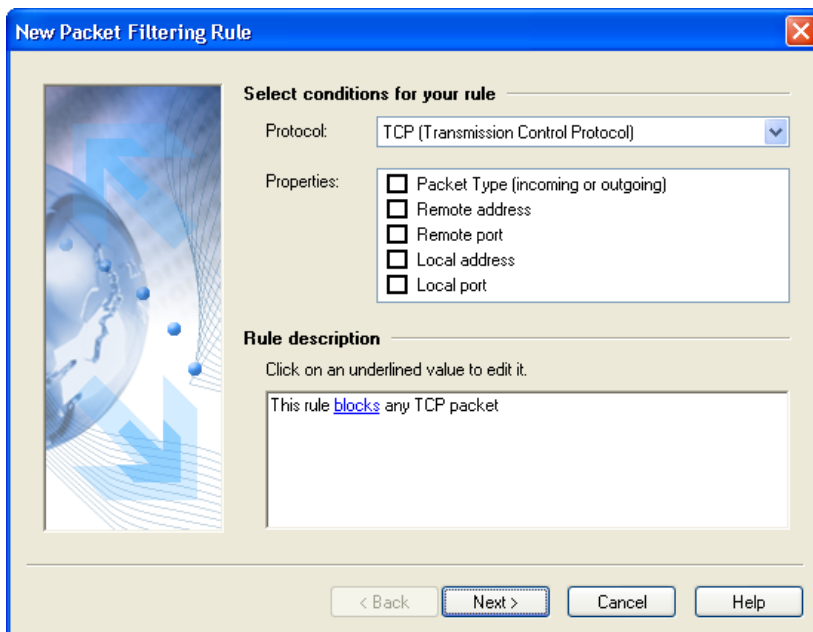 New Packet Filtering Rule
Select conditions for your rule
Protocol: TCP (Transmission Control Protocol)
Properties:
Packet Type (incoming or outgoing)
Remote address
Remote port
Local address
Local port
Rule description
Click on an underlined value to edit it.
This rule blocks any TCP packet
< Back Next > Cancel Help